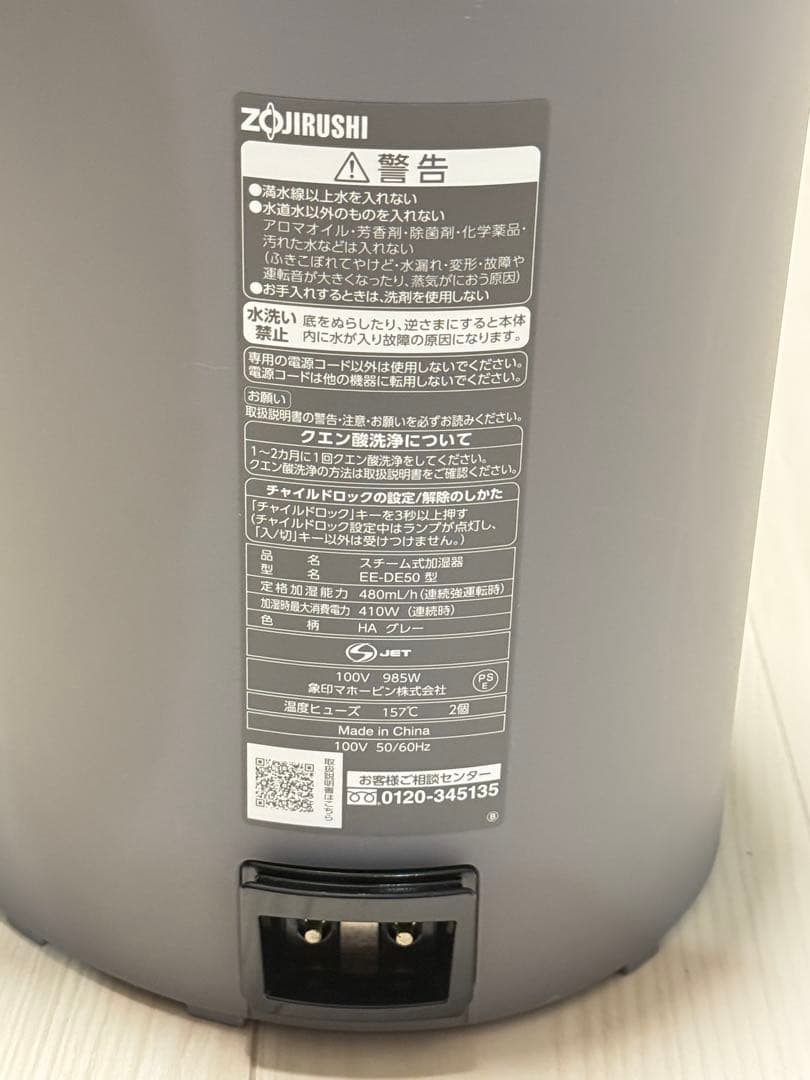 ZOJIRUSHI
⚠警告
●満水線以上水を入れない
●水道水以外のものを入れない
アロマオイル・芳香剤・除菌剤・化学薬品・
汚れた水などは入れない
(ふきこぼれてやけど・水漏れ・変形・故障や
運転音が大きくなったり、蒸気がにおう原因)
●お手入れするときは、洗剤を使用しない
水洗い
禁止
底をぬらしたり、逆さまにすると本体
内に水が入り故障の原因になります。
専用の電源コード以外は使用しないでください。
電源コードは他の機器に転用しないでください。
お願い
取扱説明書の警告・注意・お願いを必ずお読みください。
クエン酸洗浄について
1〜2カ月に1回クエン酸洗浄をしてください。
クエン酸洗浄の方法は取扱説明書をご確認ください。
チャイルドロックの設定/解除のしかた
「チャイルドロック」キーを3秒以上押す
(チャイルドロック設定中はランプが点灯し、
「入/切」キー以外は受けつけません。)
品名 スチーム式加湿器
型名 EE-DE50 型
定格加湿能力 480mL/h(連続強運転時)
加湿時最大消費電力 410W (連続時)
色柄 HA グレー
S JET
100V 985W
象印マホービン株式会社
PS
E
温度ヒューズ 157℃ 2個
Made in China
100V 50/60Hz
取扱説明書はこちら
お客様ご相談センター
0120-345135
Ⓑ